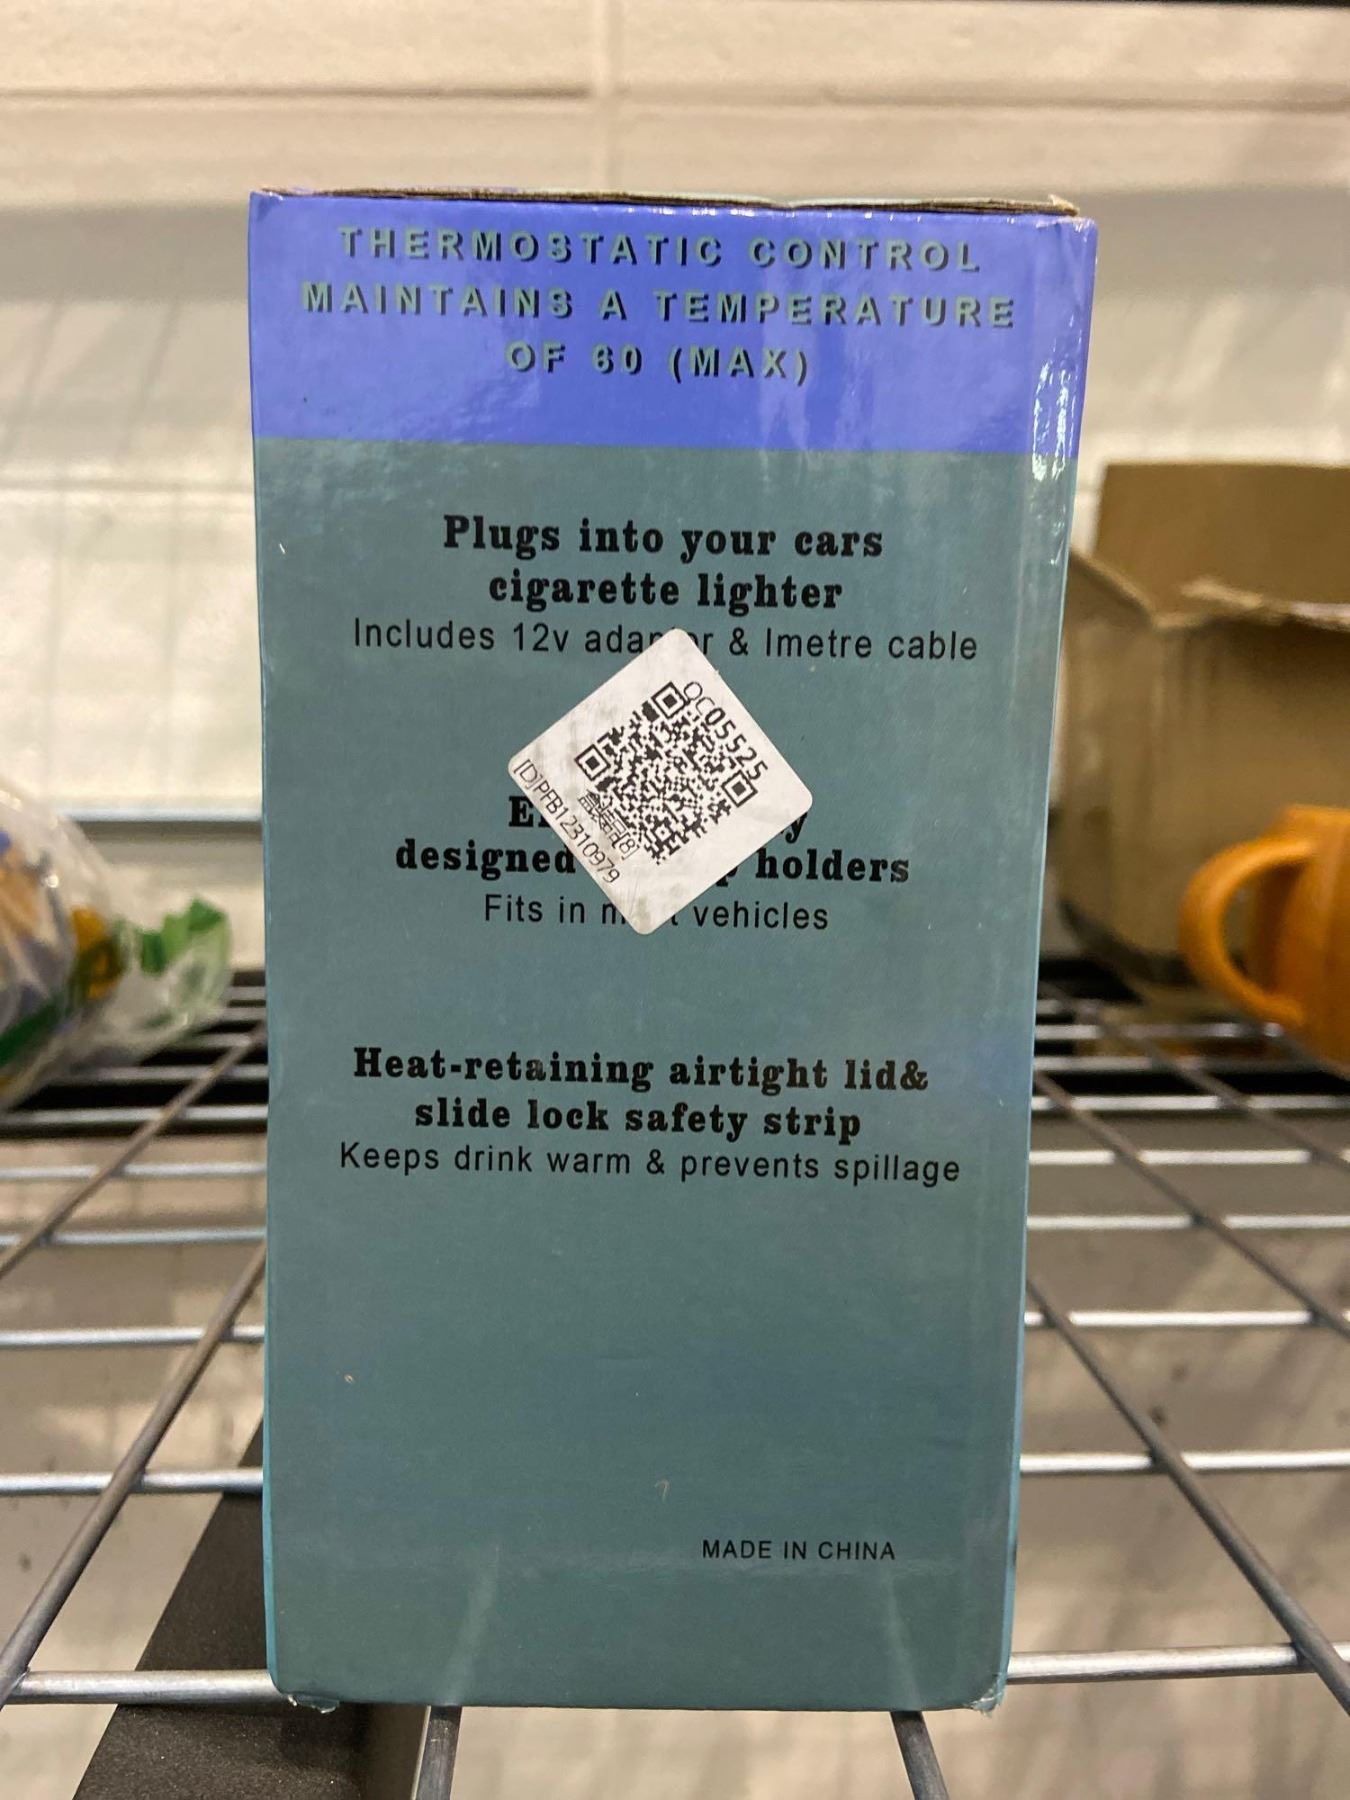 THERMOSTATIC CONTROL
MAINTAINS A TEMPERATURE
OF 60 (MAX)
Plugs into your cars
cigarette lighter
Includes 12v & lmetre cable
QC05525
[D]PFB12310979
designed holders
Fits in vehicles
Heat-retaining airtight lid&
slide lock safety strip
Keeps drink warm & prevents spillage
MADE IN CHINA